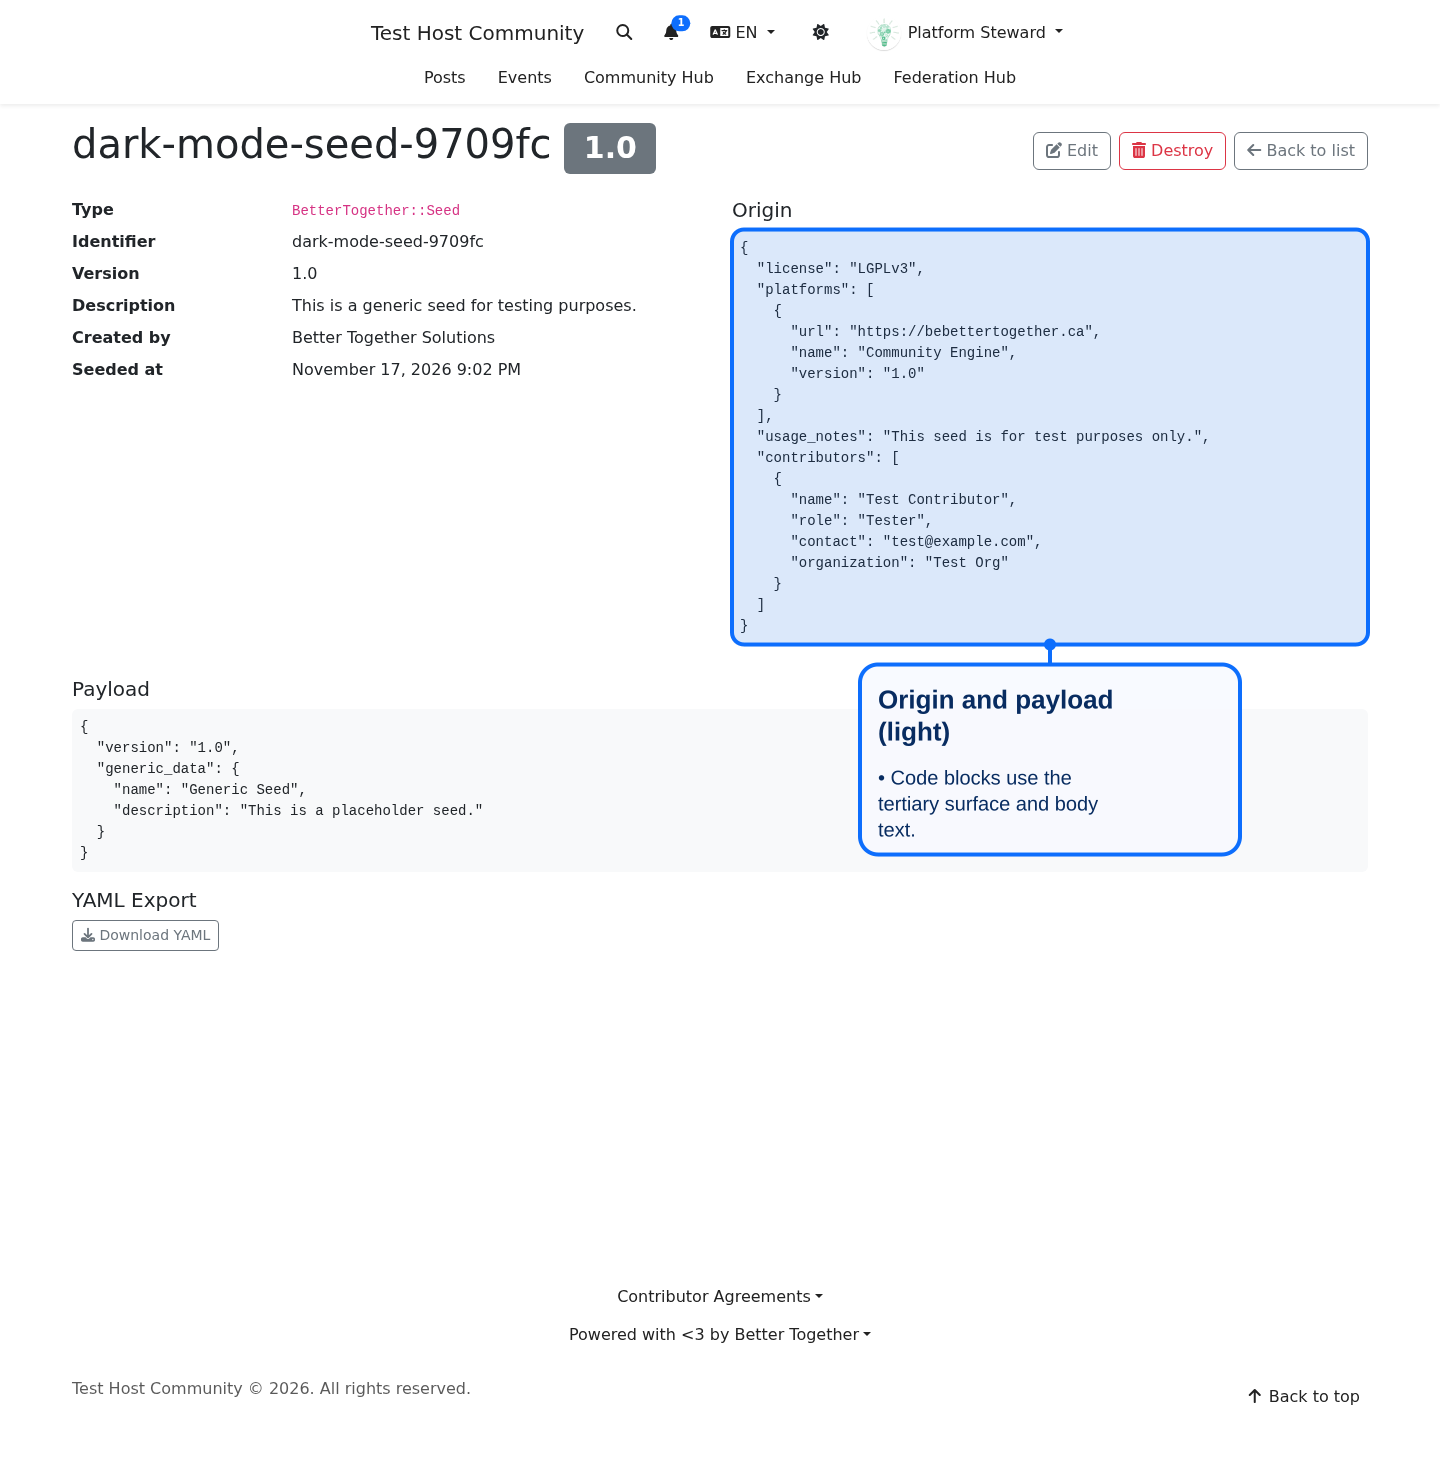 Test Host Community
1
EN
Platform Steward
Posts
Events
Community Hub
Exchange Hub
Federation Hub
dark-mode-seed-9709fc
1.0
Edit
Destroy
Back to list
Type
BetterTogether::Seed
Identifier
dark-mode-seed-9709fc
Version
1.0
Description
This is a generic seed for testing purposes.
Created by
Better Together Solutions
Seeded at
November 17, 2026 9:02 PM
Origin
{
  "license": "LGPLv3",
  "platforms": [
    {
      "url": "https://bebettertogether.ca",
      "name": "Community Engine",
      "version": "1.0"
    }
  ],
  "usage_notes": "This seed is for test purposes only.",
  "contributors": [
    {
      "name": "Test Contributor",
      "role": "Tester",
      "contact": "test@example.com",
      "organization": "Test Org"
    }
  ]
}
Origin and payload
(light)
• Code blocks use the
tertiary surface and body
text.
Payload
{
  "version": "1.0",
  "generic_data": {
    "name": "Generic Seed",
    "description": "This is a placeholder seed."
  }
}
YAML Export
Download YAML
Contributor Agreements
Powered with <3 by Better Together
Test Host Community © 2026. All rights reserved.
Back to top